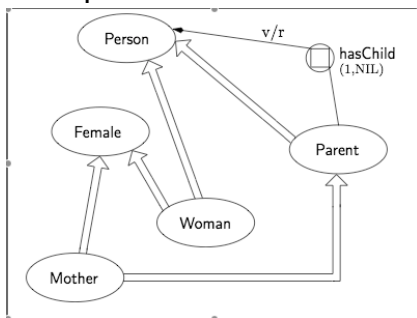 Person
v/r
hasChild
(1,NIL)
Female
Parent
Woman
Mother